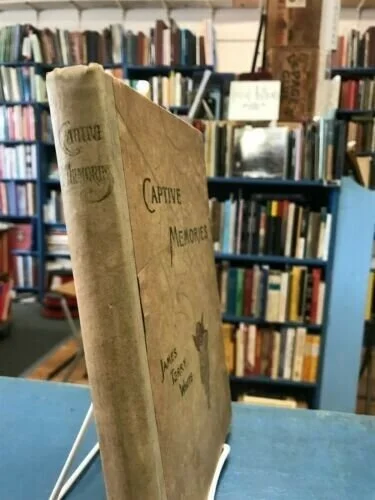 CAPTIVE
MEMORIES
CAPTIVE
MEMORIES
JAMES
TERRY
WHITE